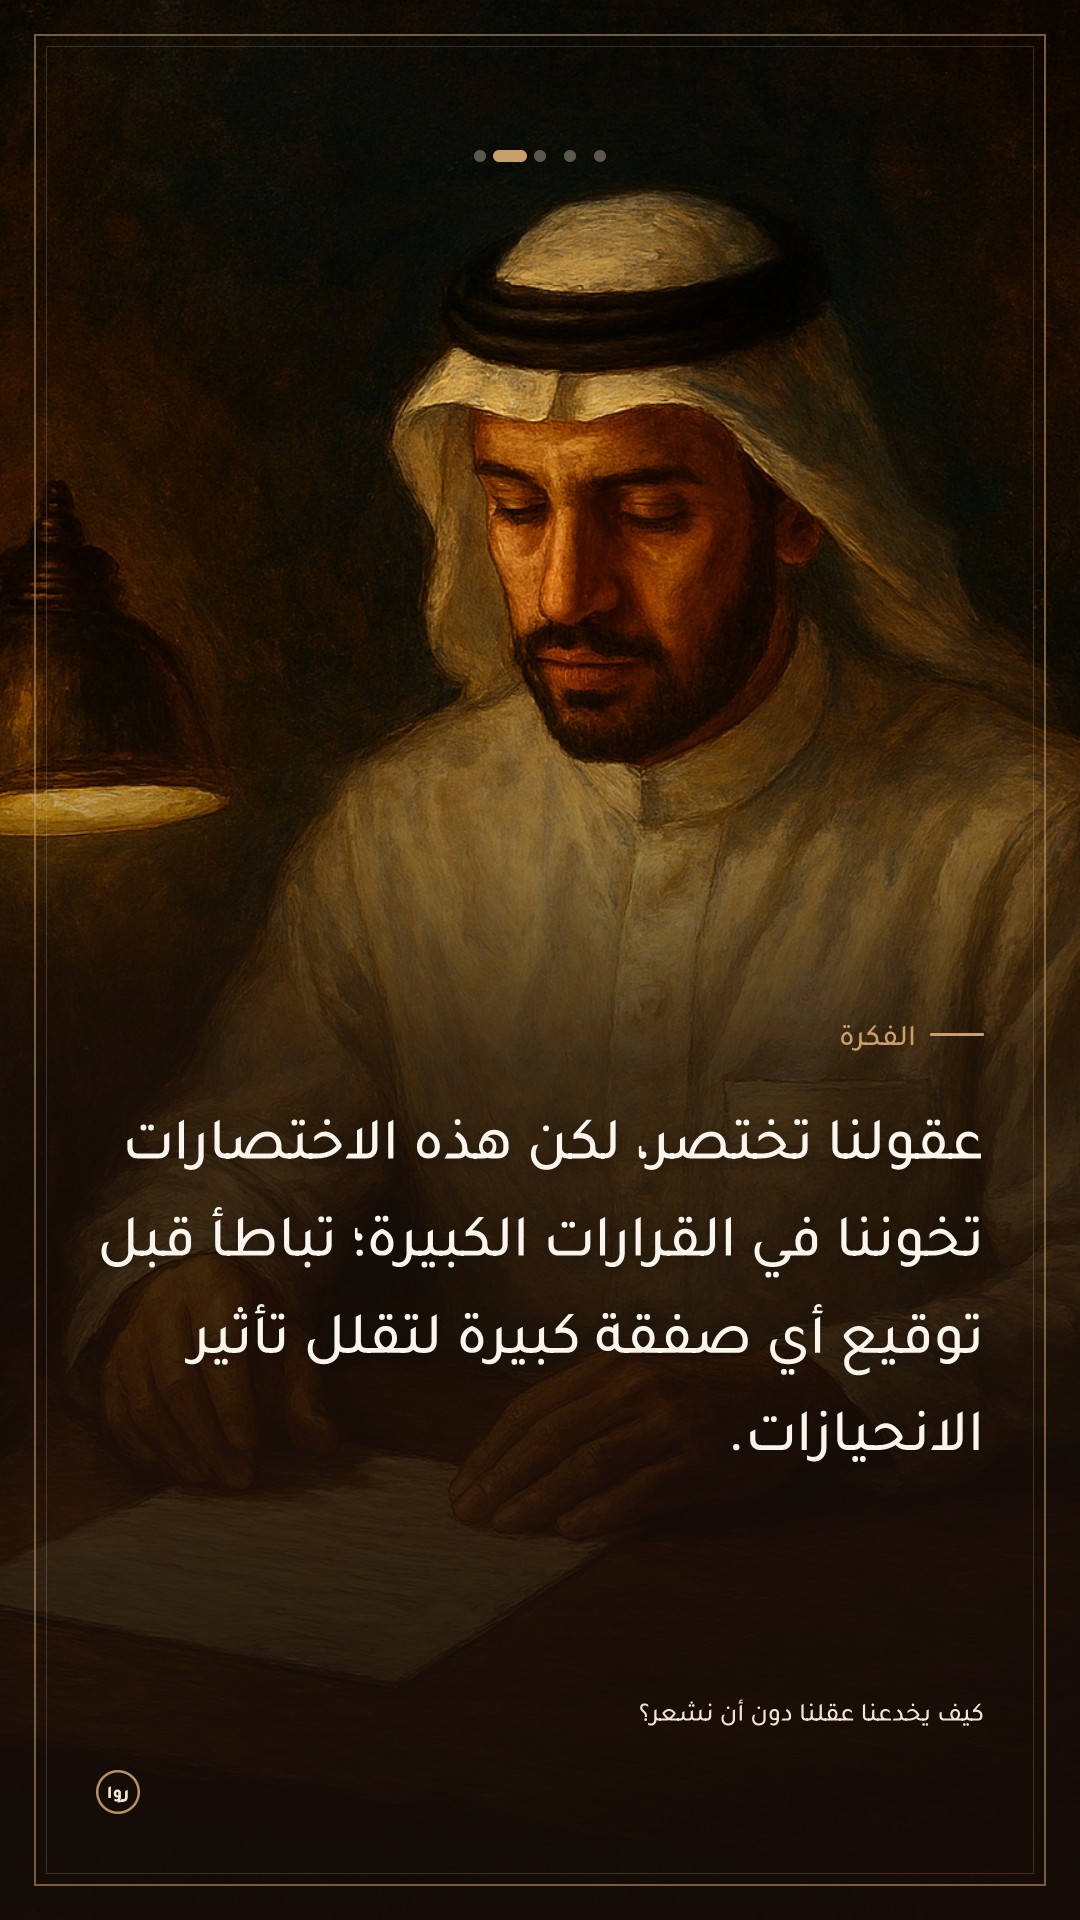 الفكرة
عقولنا تختصر، لكن هذه الاختصارات
تخوننا في القرارات الكبيرة؛ تباطأ قبل
توقيع أي صفقة كبيرة لتقلل تأثير
الانحيازات.
كيف يخدعنا عقلنا دون أن نشعر؟
روا